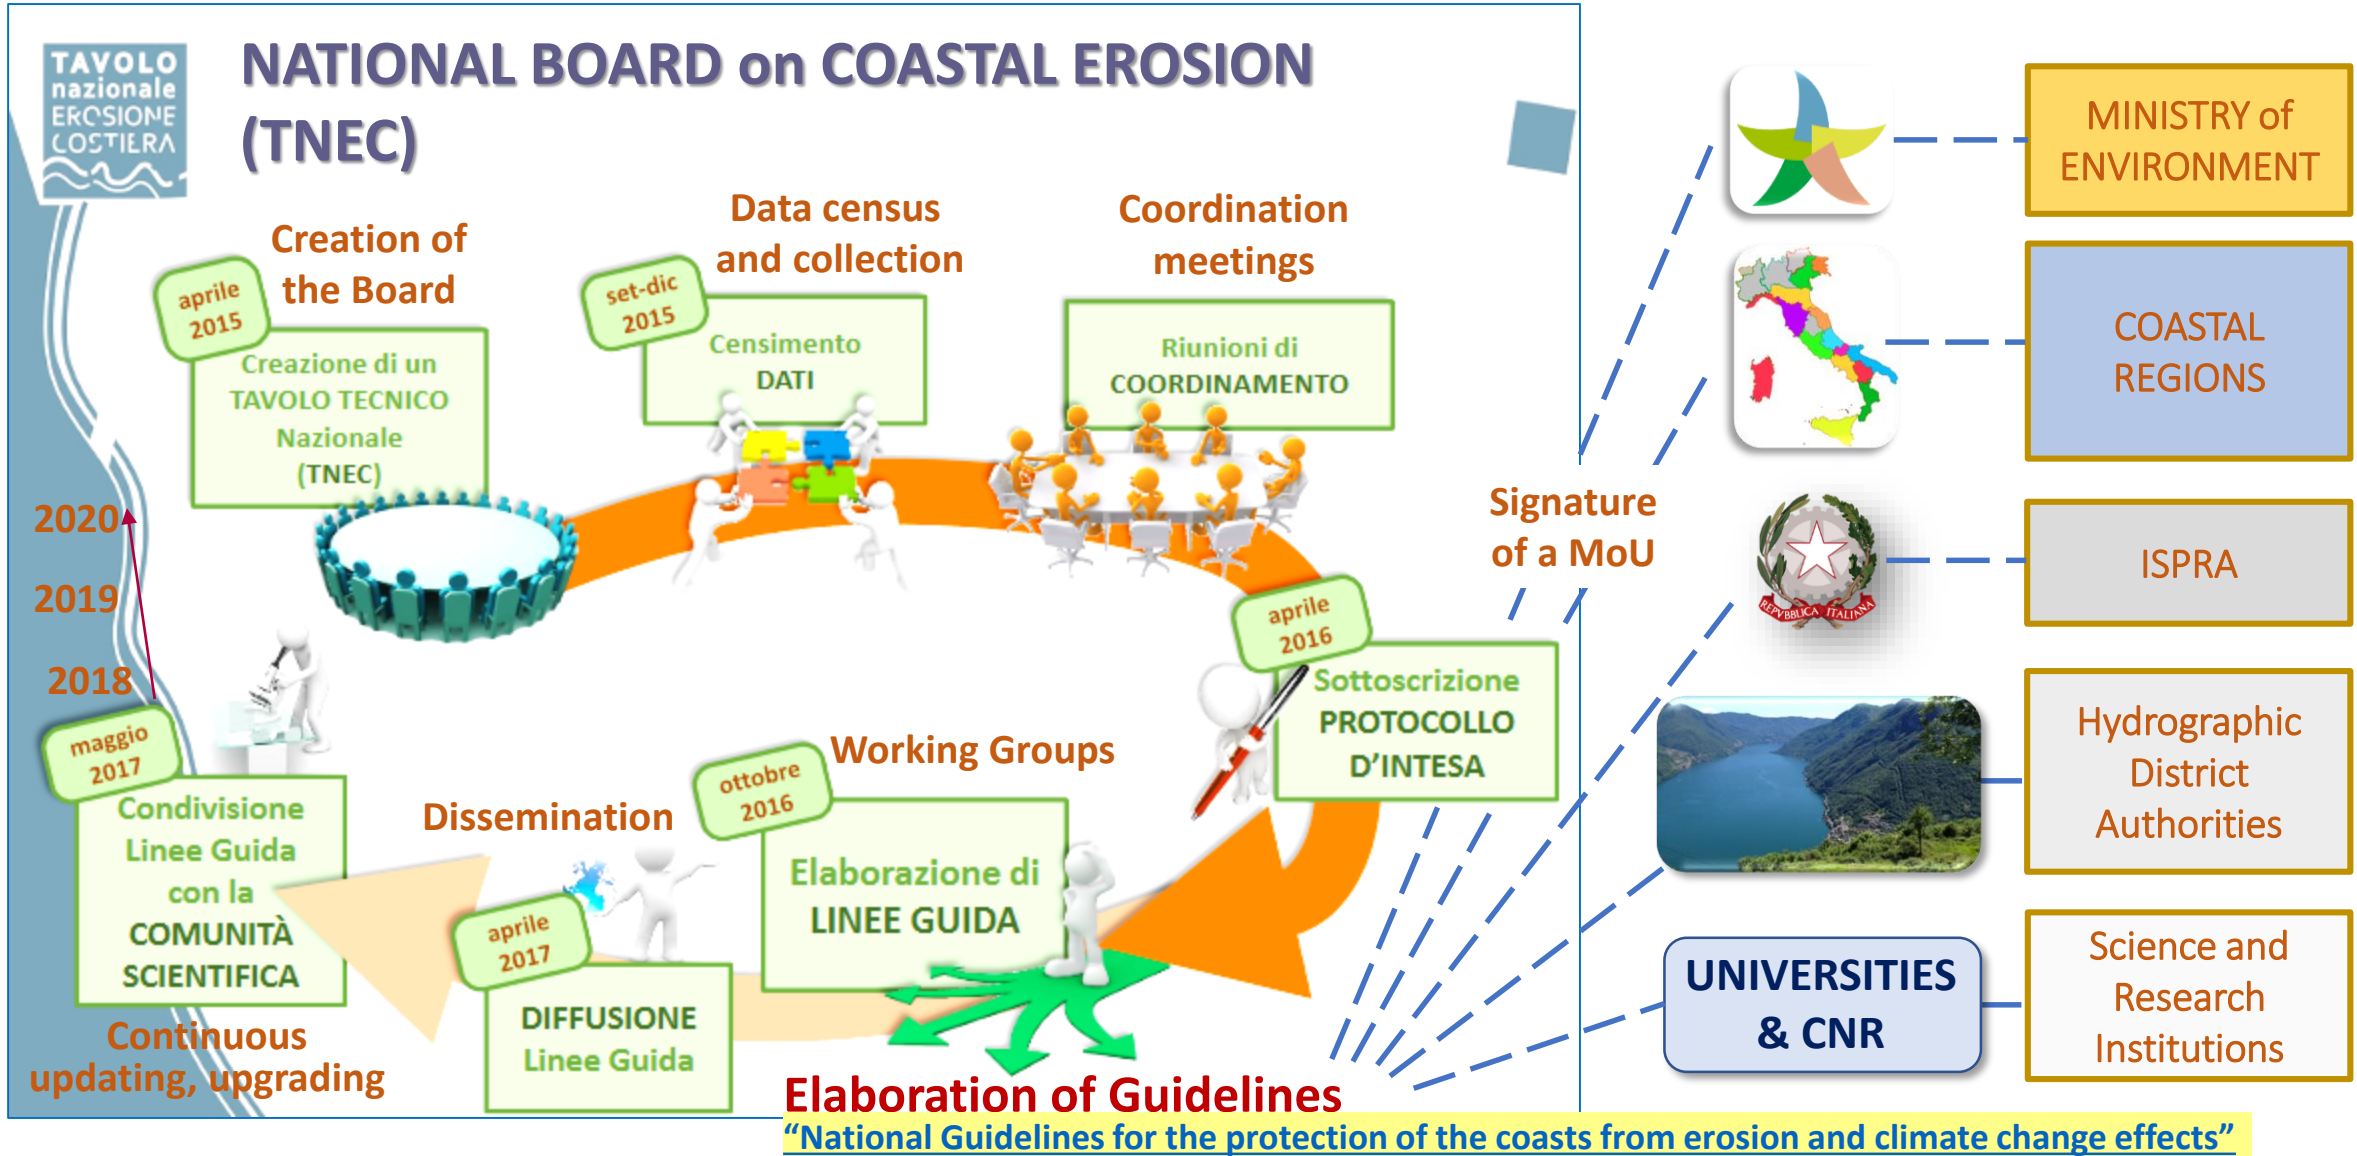 TAVOLO
nazionale
EROSIONE
COSTIERA
NATIONAL BOARD on COASTAL EROSION
(TNEC)
Creation of
the Board
aprile
2015
Creazione di un
TAVOLO TECNICO
Nazionale
(TNEC)
Data census
and collection
set-dic
2015
Censimento
DATI
Coordination
meetings
Riunioni di
COORDINAMENTO
Signature
of a MoU
aprile
2016
Sottoscrizione
PROTOCOLLO
D'INTESA
Working Groups
ottobre
2016
Elaborazione di
LINEE GUIDA
Dissemination
aprile
2017
DIFFUSIONE
Linee Guida
2020
2019
2018
maggio
2017
Condivisione
Linee Guida
con la
COMUNITÀ
SCIENTIFICA
Continuous
updating, upgrading
Elaboration of Guidelines
“National Guidelines for the protection of the coasts from erosion and climate change effects”
MINISTRY of
ENVIRONMENT
COASTAL
REGIONS
REPVBBLICA ITALIANA
ISPRA
Hydrographic
District
Authorities
UNIVERSITIES
& CNR
Science and
Research
Institutions